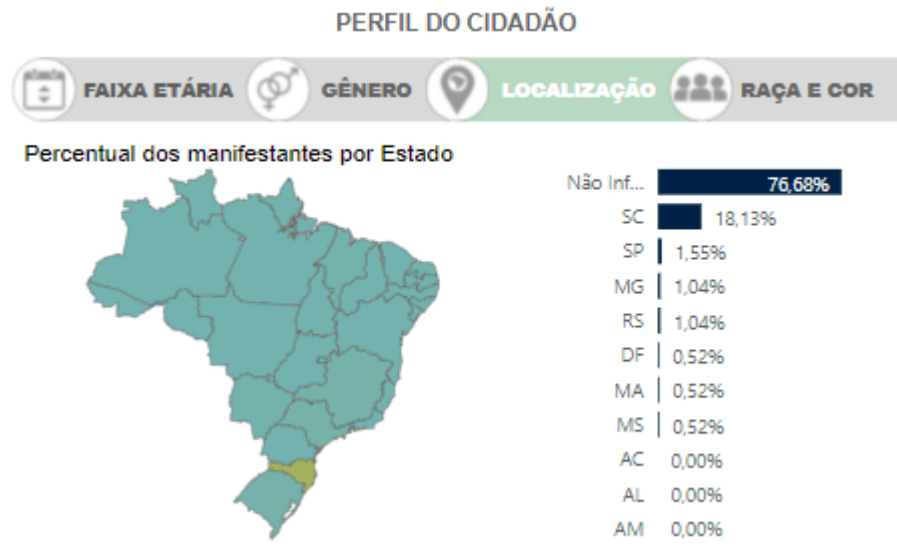 PERFIL DO CIDADÃO
FAIXA ETÁRIA GÊNERO LOCALIZAÇÃO RAÇA E COR
Percentual dos manifestantes por Estado
Não Inf... 76,68%
SC 18,13%
SP 1,55%
MG 1,04%
RS 1,04%
DF 0,52%
MA 0,52%
MS 0,52%
AC 0,00%
AL 0,00%
AM 0,00%